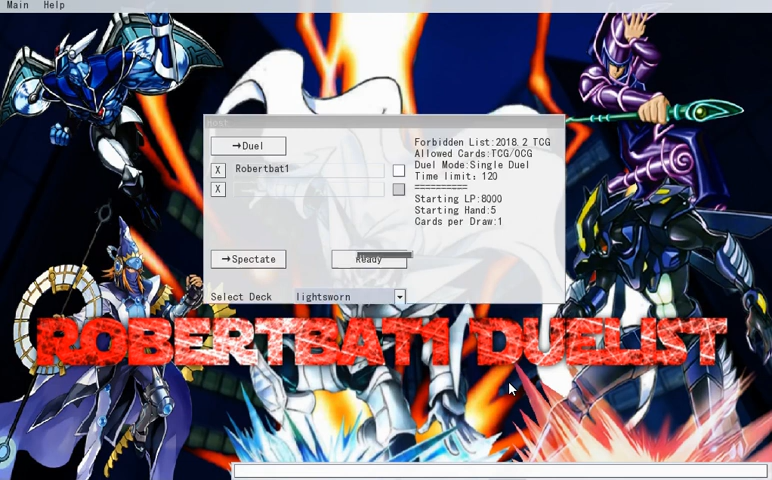 Main Help
→Duel
X Robertbat1
X
→Spectate Ready
Select Deck lightsworn
Forbidden List:2018.2 TCG
Allowed Cards:TCG/OCG
Duel Mode:Single Duel
Time limit: 120
==========
Starting LP:8000
Starting Hand:5
Cards per Draw:1
ROBERTBAT1 DUELIST